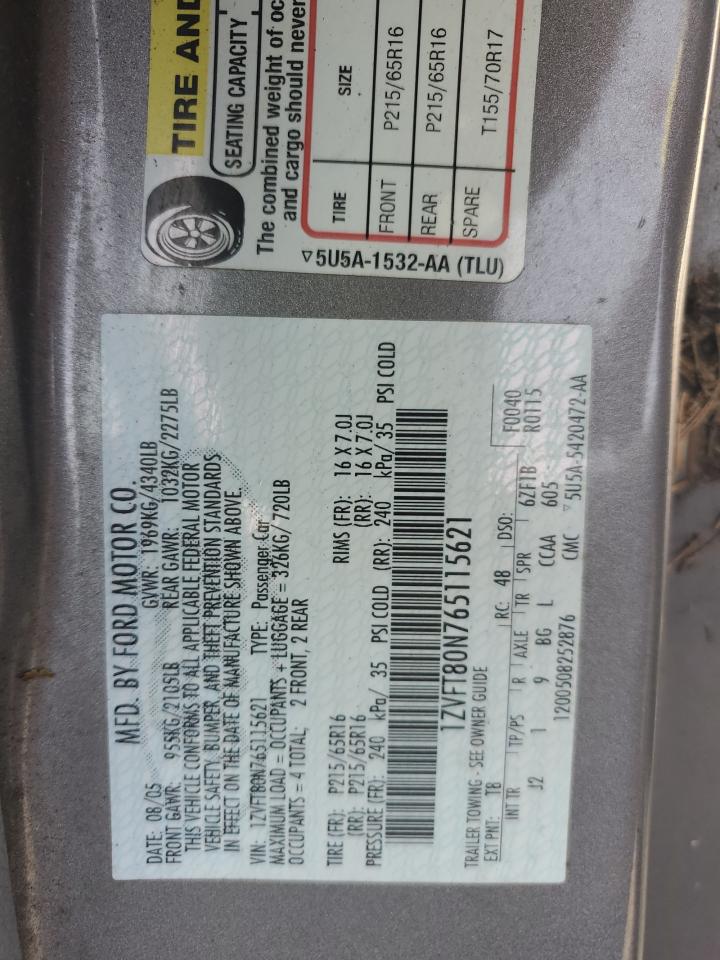 TIRE AND
SEATING CAPACITY
The combined weight of oc
and cargo should never
TIRE SIZE
FRONT P215/65R16
REAR P215/65R16
SPARE T155/70R17
5U5A-1532-AA (TLU)
MFD. BY FORD MOTOR CO.
DATE: 08/05 GVWR: 1969KG/4340LB
FRONT GAWR: 955KG/2105LB REAR GAWR: 1032KG/2275LB
THIS VEHICLE CONFORMS TO ALL APPLICABLE FEDERAL MOTOR
VEHICLE SAFETY, BUMPER, AND THEFT PREVENTION STANDARDS
IN EFFECT ON THE DATE OF MANUFACTURE SHOWN ABOVE.
VIN: 1ZVFT80N765115621 TYPE: Passenger Car
MAXIMUM LOAD = OCCUPANTS + LUGGAGE = 326KG/ 720LB
OCCUPANTS = 4 TOTAL: 2 FRONT, 2 REAR
TIRE (FR): P215/65R16 RIMS (FR): 16 X 7.0J
(RR): P215/65R16 (RR): 16 X 7.0J
PRESSURE (FR): 240 kPa/ 35 PSI COLD (RR): 240 kPa/ 35 PSI COLD
1ZVFT80N765115621
TRAILER TOWING - SEE OWNER GUIDE
EXT PNT: T8 RC: 48 DSO: F0040
R0115
INT TR TP/PS R AXLE TR SPR 6ZF1B
J2 1 9 BG L CCAA 605
1200508252876 CMC 5U5A-5420472-AA